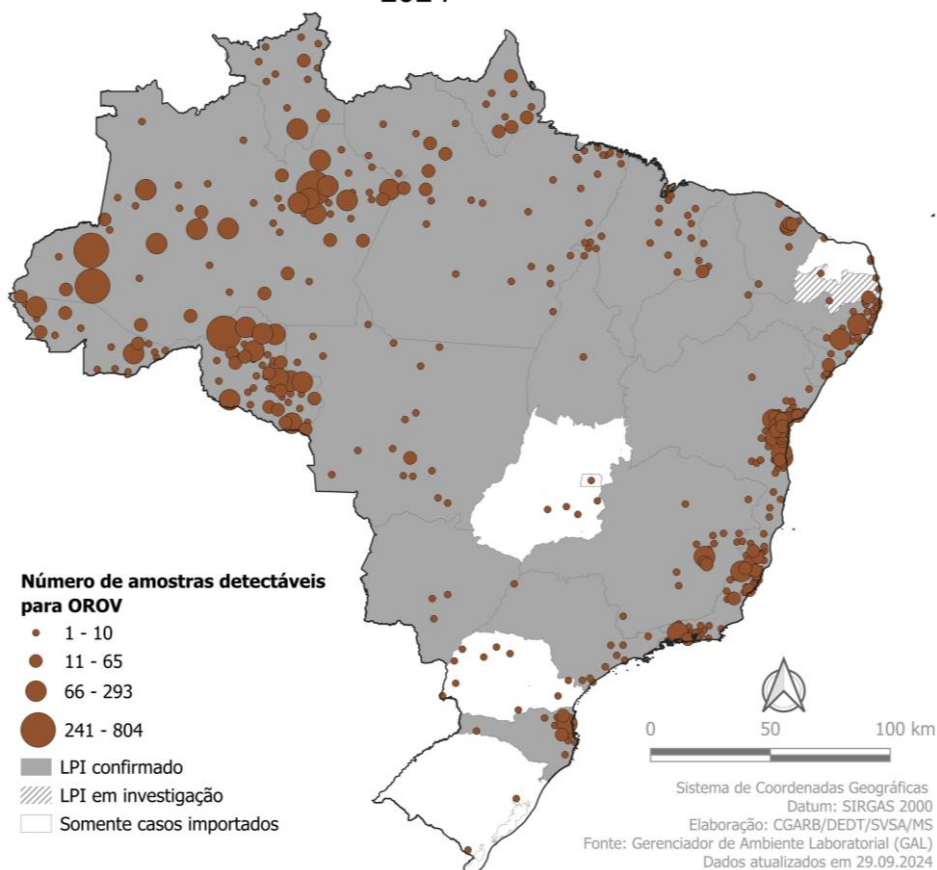 2024
Número de amostras detectáveis
para OROV
1 - 10
11 - 65
66 - 293
241 - 804
LPI confirmado
LPI em investigação
Somente casos importados
0 50 100 km
Sistema de Coordenadas Geográficas
Datum: SIRGAS 2000
Elaboração: CGARB/DEDT/SVSA/MS
Fonte: Gerenciador de Ambiente Laboratorial (GAL)
Dados atualizados em 29.09.2024